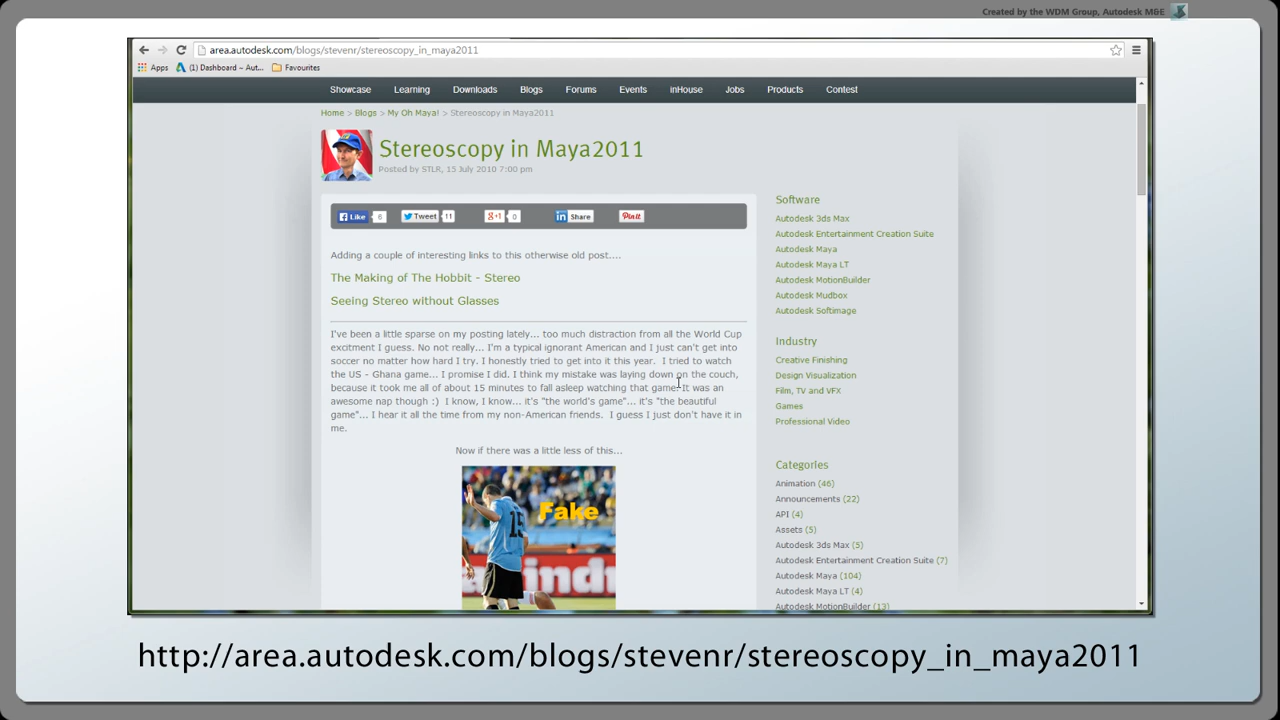 Created by the WDM Group, Autodesk M&E
area.autodesk.com/blogs/stevenr/stereoscopy_in_maya2011
Apps
(1) Dashboard ~ Aut...
Favourites
Showcase Learning Downloads Blogs Forums Events inHouse Jobs Products Contest
Home > Blogs > My Oh Maya! > Stereoscopy in Maya2011
Stereoscopy in Maya2011
Posted by STLR, 15 July 2010 7:00 pm
Like 6 Tweet 11 g+1 0 in Share Pinit
Adding a couple of interesting links to this otherwise old post....
The Making of The Hobbit - Stereo
Seeing Stereo without Glasses
I've been a little sparse on my posting lately... too much distraction from all the World Cup
excitment I guess. No not really... I'm a typical ignorant American and I just can't get into
soccer no matter how hard I try. I honestly tried to get into it this year. I tried to watch
the US - Ghana game... I promise I did. I think my mistake was laying down on the couch,
because it took me all of about 15 minutes to fall asleep watching that game. It was an
awesome nap though :) I know, I know... it's "the world's game"... it's "the beautiful
game"... I hear it all the time from my non-American friends. I guess I just don't have it in
me.
Now if there was a little less of this...
Fake
15
Software
Autodesk 3ds Max
Autodesk Entertainment Creation Suite
Autodesk Maya
Autodesk Maya LT
Autodesk MotionBuilder
Autodesk Mudbox
Autodesk Softimage
Industry
Creative Finishing
Design Visualization
Film, TV and VFX
Games
Professional Video
Categories
Animation (46)
Announcements (22)
API (4)
Assets (5)
Autodesk 3ds Max (5)
Autodesk Entertainment Creation Suite (7)
Autodesk Maya (104)
Autodesk Maya LT (4)
Autodesk MotionBuilder (13)
http://area.autodesk.com/blogs/stevenr/stereoscopy_in_maya2011